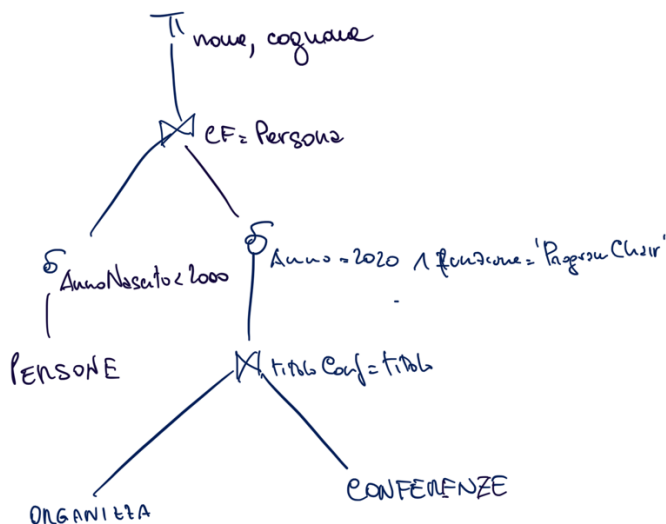 π nome, cognome
⋈ CF = Persona
σ AnnoNascita < 2000
σ Anno = 2020 ∧ funzione = 'Program Chair'
PERSONE
⋈ titoloConf = titolo
ORGANIZZA
CONFERENZE